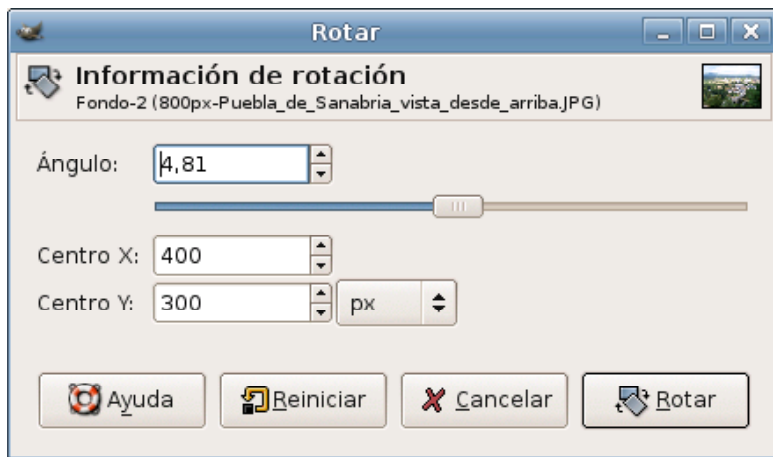 Rotar
Información de rotación
Fondo-2 (800px-Puebla_de_Sanabria_vista_desde_arriba.JPG)
Ángulo: 4,81
Centro X: 400
Centro Y: 300 px
Ayuda Reiniciar Cancelar Rotar